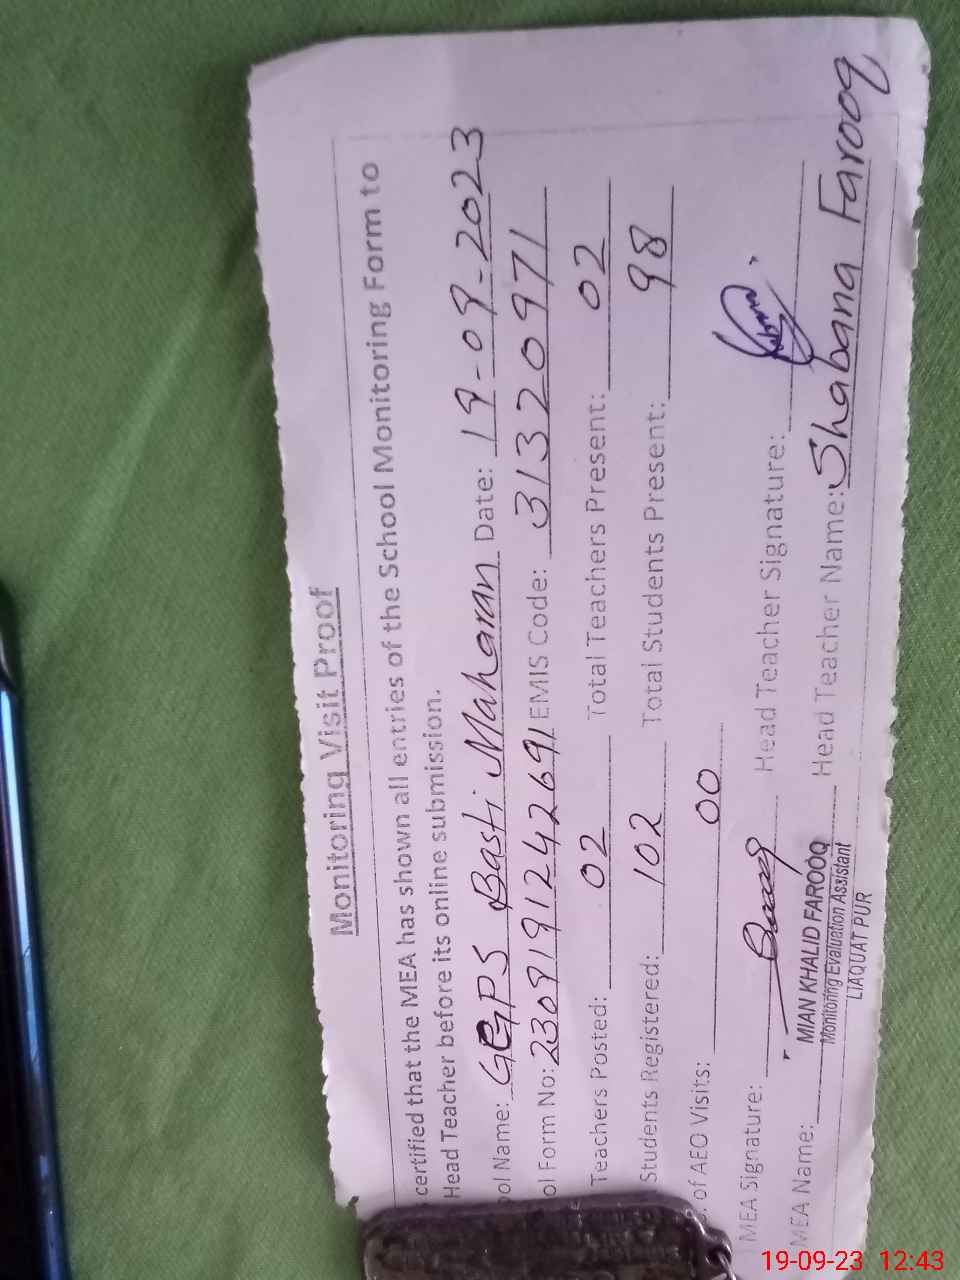 Monitoring Visit Proof
certified that the MEA has shown all entries of the School Monitoring Form to
Head Teacher before its online submission.
ol Name: GGPS Basti Maharan Date: 19-09-2023
ol Form No: 23091912442691 EMIS Code: 31320971
Teachers Posted: 02 Total Teachers Present: 02
Students Registered: 102 Total Students Present: 98
. of AEO Visits: 00
MEA Signature: Head Teacher Signature:
MEA Name: MIAN KHALID FAROOQ Head Teacher Name: Shabana Farooq
Monitoring Evaluation Assistant
LIAQUAT PUR
19-09-23 12:43